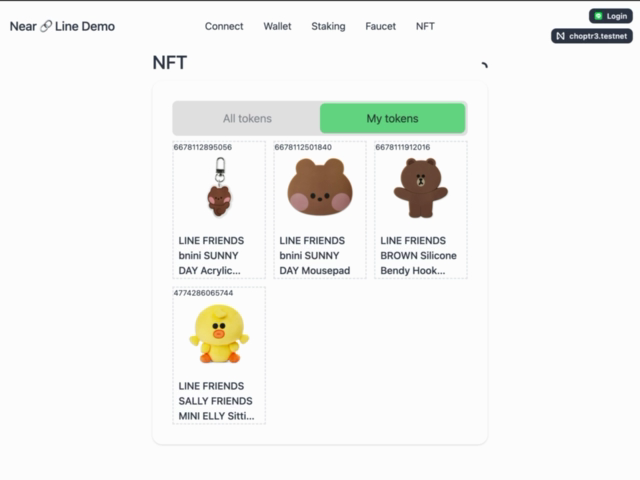 Near 🔗 Line Demo
Connect Wallet Staking Faucet NFT
Login
choptr3.testnet
NFT
All tokens My tokens
6678112895056
LINE FRIENDS
bnini SUNNY
DAY Acrylic...
6678112501840
LINE FRIENDS
bnini SUNNY
DAY Mousepad
6678111912016
LINE FRIENDS
BROWN Silicone
Bendy Hook...
4774286065744
LINE FRIENDS
SALLY FRIENDS
MINI ELLY Sitti...